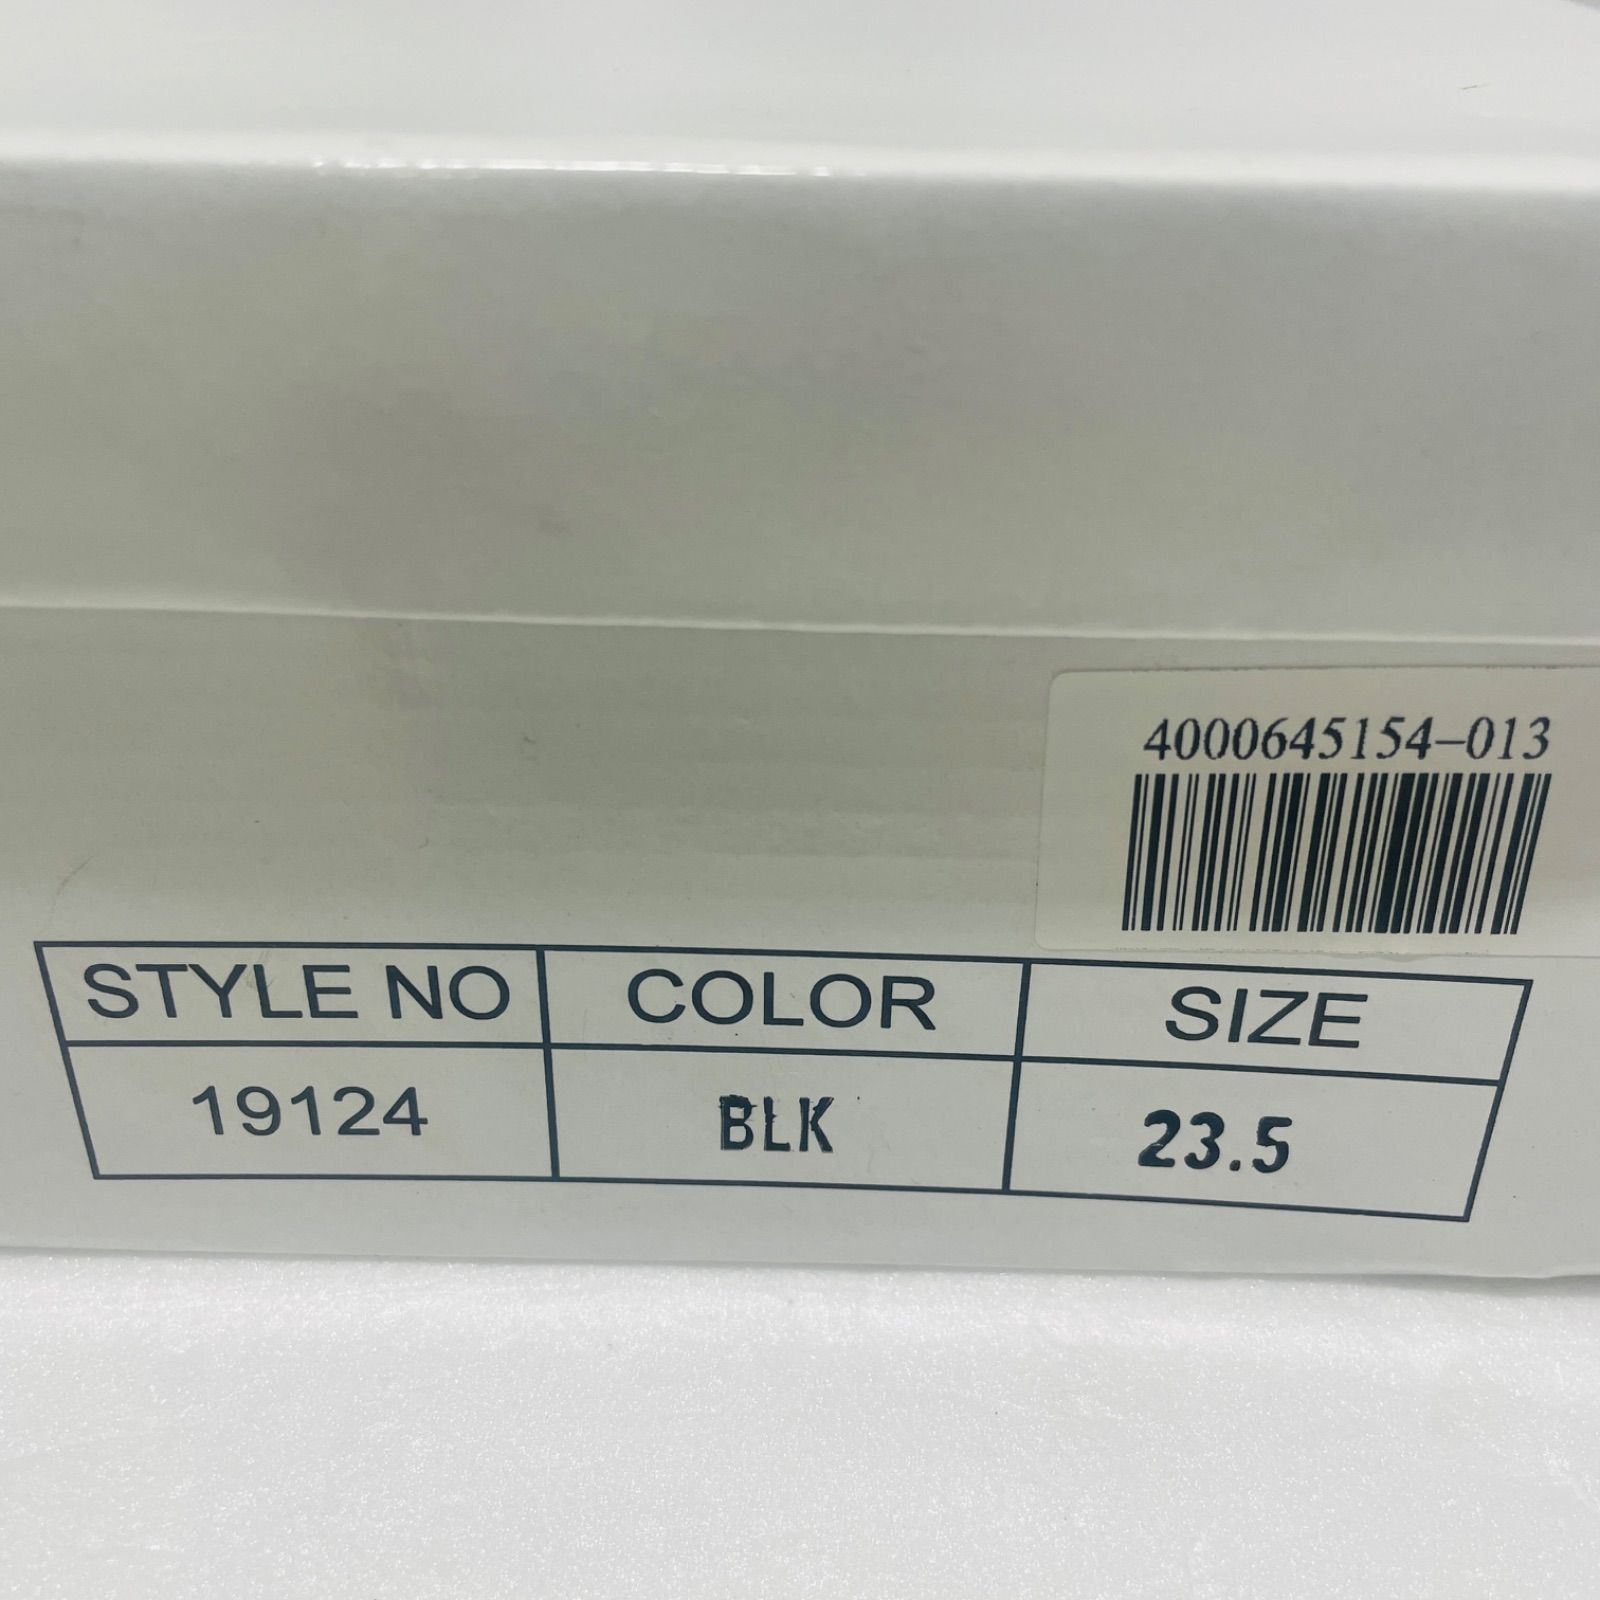 4000645154-013
STYLE NO COLOR SIZE
19124 BLK 23.5